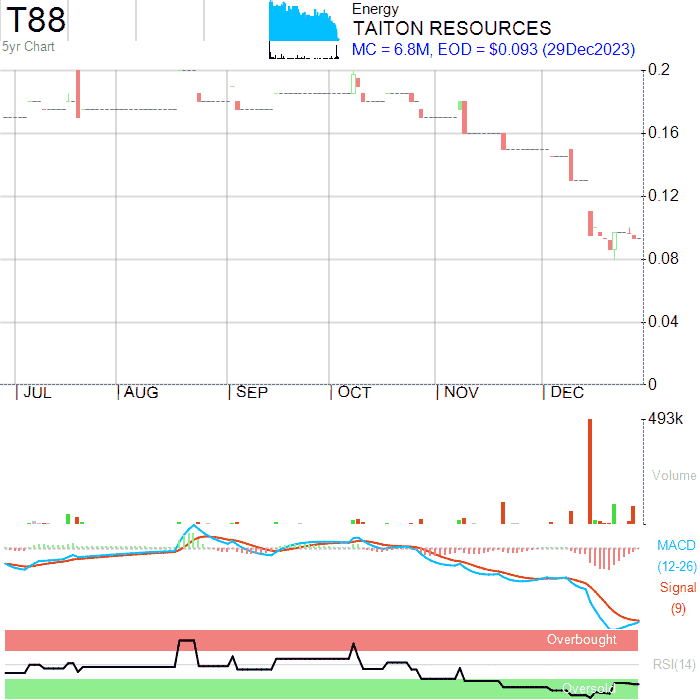 T88
5yr Chart
Energy
TAITON RESOURCES
MC = 6.8M, EOD = $0.093 (29Dec2023)
0.2
0.16
0.12
0.08
0.04
0
JUL AUG SEP OCT NOV DEC
493k
Volume
MACD
(12-26)
Signal
(9)
Overbought
RSI(14)
Oversold